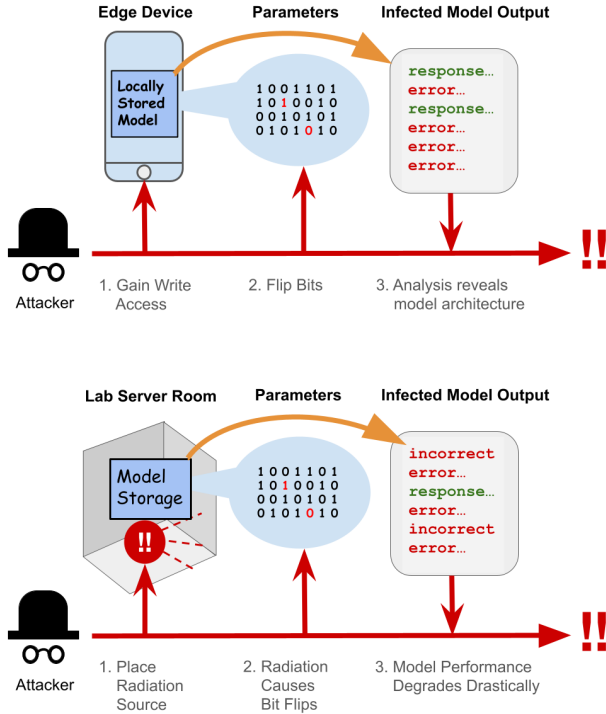 Edge Device
Parameters
Infected Model Output
Locally
Stored
Model
1 0 0 1 1 0 1
1 0 1 0 0 1 0
0 0 1 0 1 0 1
0 1 0 1 0 1 0
response…
error…
response…
error…
error…
error…
!!
Attacker
1. Gain Write
Access
2. Flip Bits
3. Analysis reveals
model architecture
Lab Server Room
Parameters
Infected Model Output
Model
Storage
!!
1 0 0 1 1 0 1
1 0 1 0 0 1 0
0 0 1 0 1 0 1
0 1 0 1 0 1 0
incorrect
error…
response…
error…
incorrect
error…
!!
Attacker
1. Place
Radiation
Source
2. Radiation
Causes
Bit Flips
3. Model Performance
Degrades Drastically